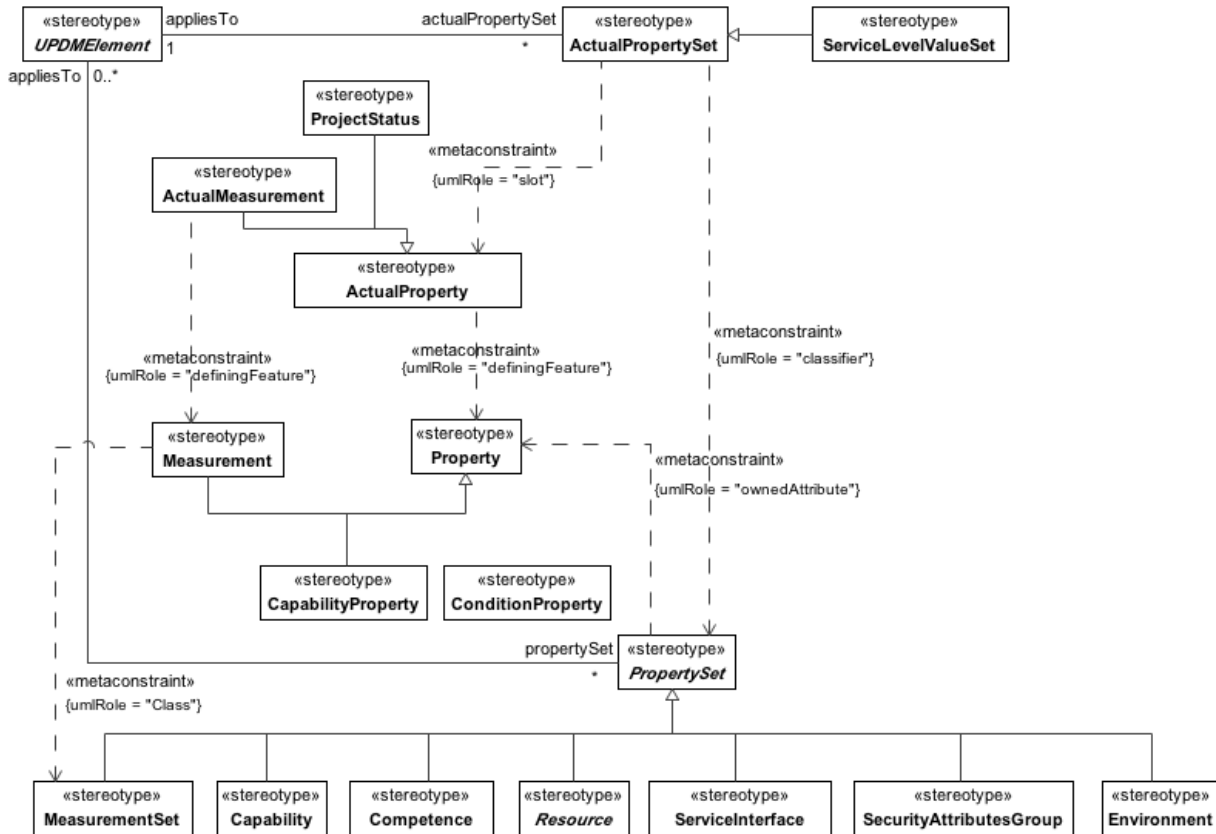 «stereotype»
UPDMElement
appliesTo
1
actualPropertySet
*
«stereotype»
ActualPropertySet
«stereotype»
ServiceLevelValueSet
appliesTo
0..*
«stereotype»
ProjectStatus
«metaconstraint»
{umlRole = "slot"}
«stereotype»
ActualMeasurement
«stereotype»
ActualProperty
«metaconstraint»
{umlRole = "classifier"}
«metaconstraint»
{umlRole = "definingFeature"}
«metaconstraint»
{umlRole = "definingFeature"}
«stereotype»
Measurement
«stereotype»
Property
«metaconstraint»
{umlRole = "ownedAttribute"}
«stereotype»
CapabilityProperty
«stereotype»
ConditionProperty
propertySet
*
«stereotype»
PropertySet
«metaconstraint»
{umlRole = "Class"}
«stereotype»
MeasurementSet
«stereotype»
Capability
«stereotype»
Competence
«stereotype»
Resource
«stereotype»
ServiceInterface
«stereotype»
SecurityAttributesGroup
«stereotype»
Environment